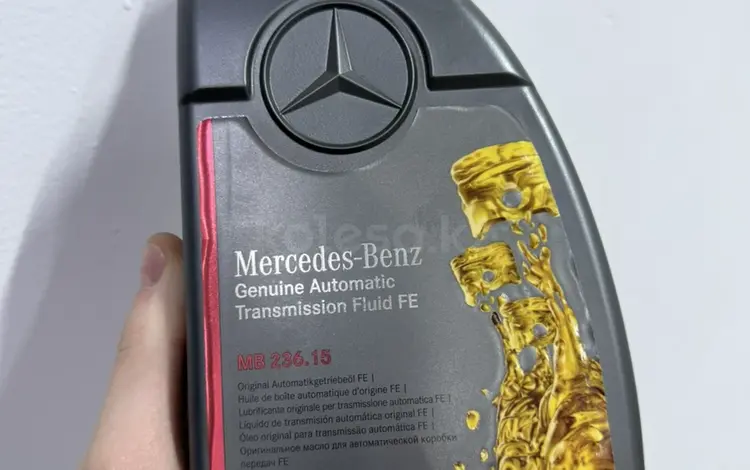 Mercedes-Benz
Genuine Automatic
Transmission Fluid FE
MB 236.15
Original Automatikgetriebeöl FE |
Huile de boîte automatique d'origine FE |
Lubrificante originale per trasmissione automatica FE |
Líquido de transmisión automática original FE |
Óleo original para transmissão automática FE |
Оригинальное масло для автоматической коробки
передач FE